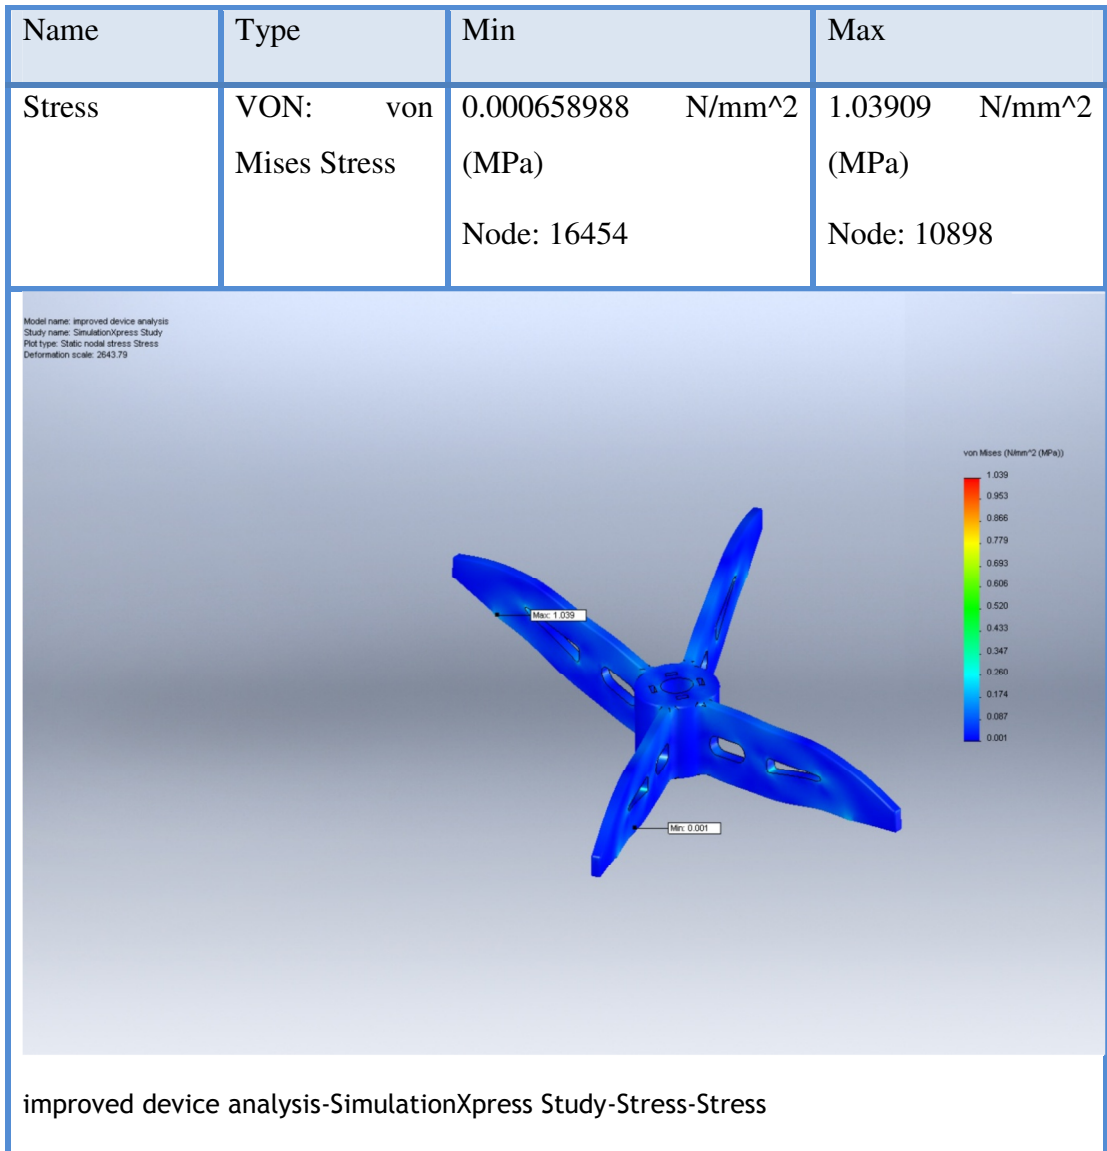 Name Type Min Max
Stress VON: von Mises Stress 0.000658988 N/mm^2 (MPa) Node: 16454 1.03909 N/mm^2 (MPa) Node: 10898
Model name: improved device analysis
Study name: SimulationXpress Study
Plot type: Static nodal stress Stress
Deformation scale: 2643.79
von Mises (N/mm^2 (MPa))
1.039
0.953
0.866
0.779
0.693
0.606
0.520
0.433
0.347
0.260
0.174
0.087
0.001
Max: 1.039
Min: 0.001
improved device analysis-SimulationXpress Study-Stress-Stress